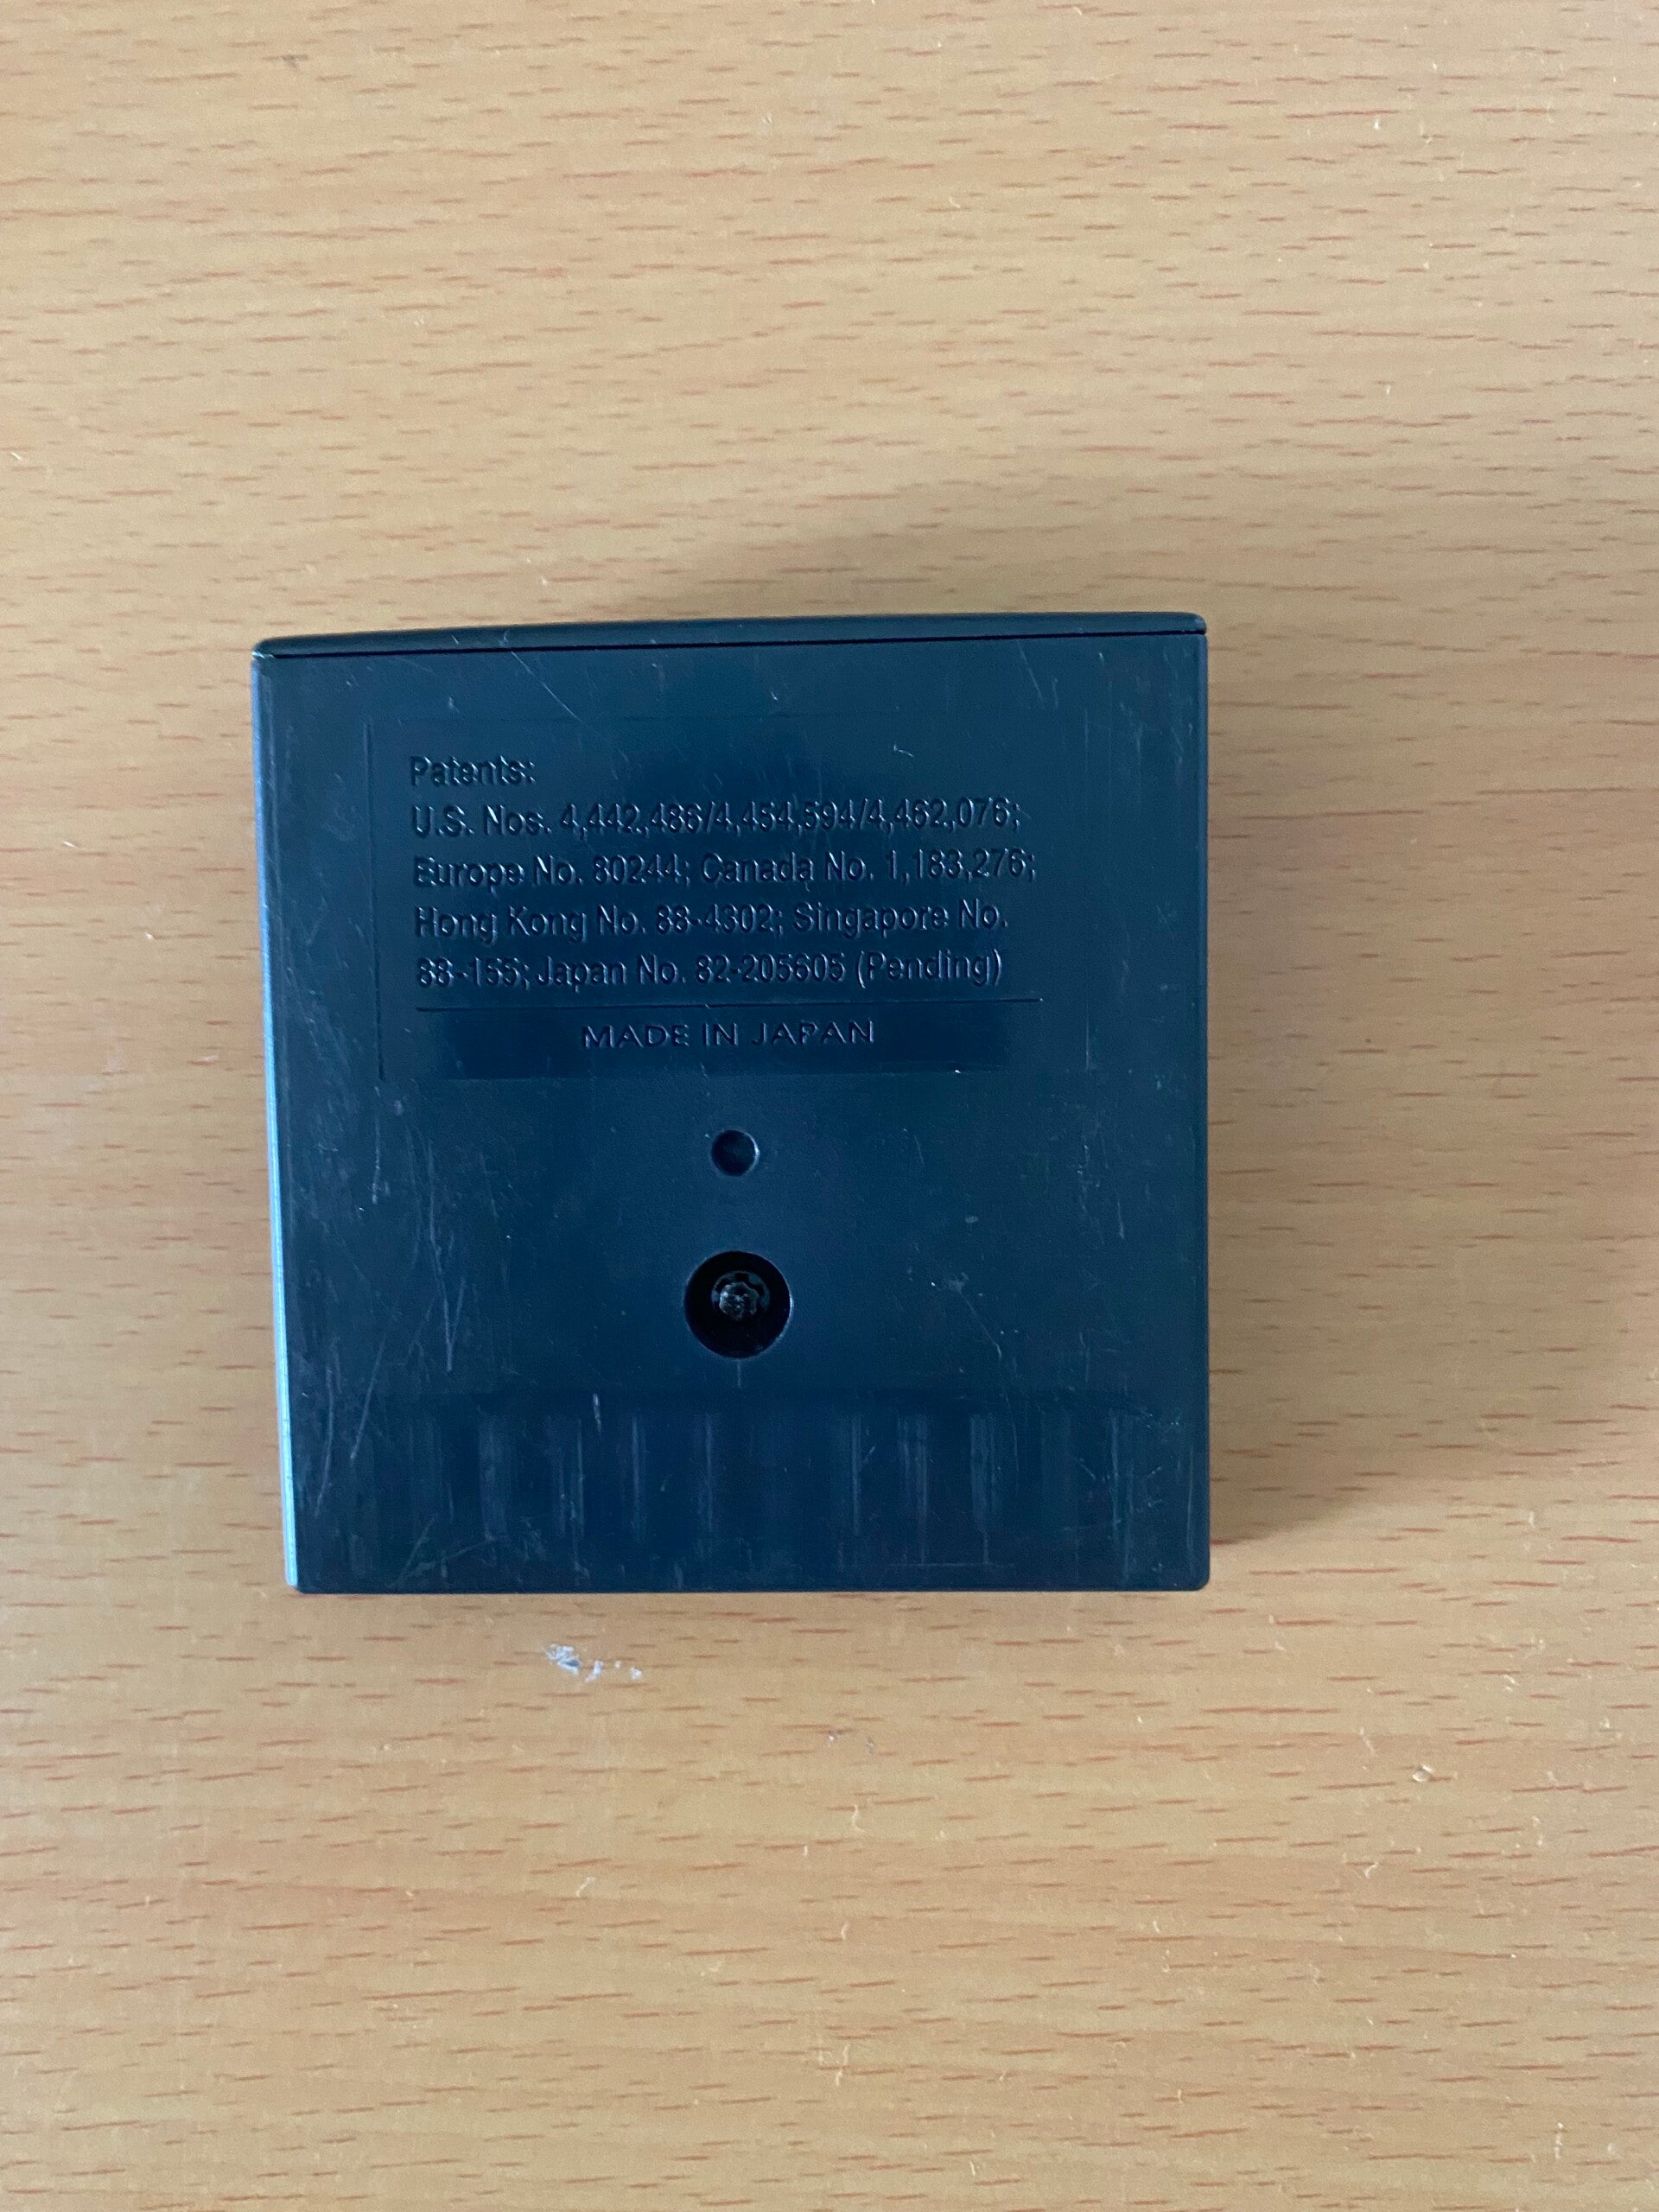 Patents:
U.S. Nos. 4,442,486/4,454,594/4,462,076;
Europe No. 80244; Canada No. 1,183,276;
Hong Kong No. 88-4302; Singapore No.
88-155; Japan No. 82-205605 (Pending)
MADE IN JAPAN